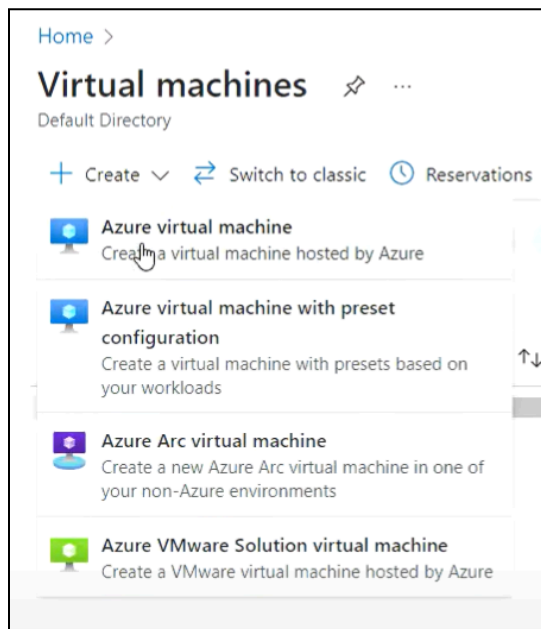 Home >
Virtual machines ...
Default Directory
+ Create Switch to classic Reservations
Azure virtual machine
Create a virtual machine hosted by Azure
Azure virtual machine with preset
configuration
Create a virtual machine with presets based on
your workloads
Azure Arc virtual machine
Create a new Azure Arc virtual machine in one of
your non-Azure environments
Azure VMware Solution virtual machine
Create a VMware virtual machine hosted by Azure